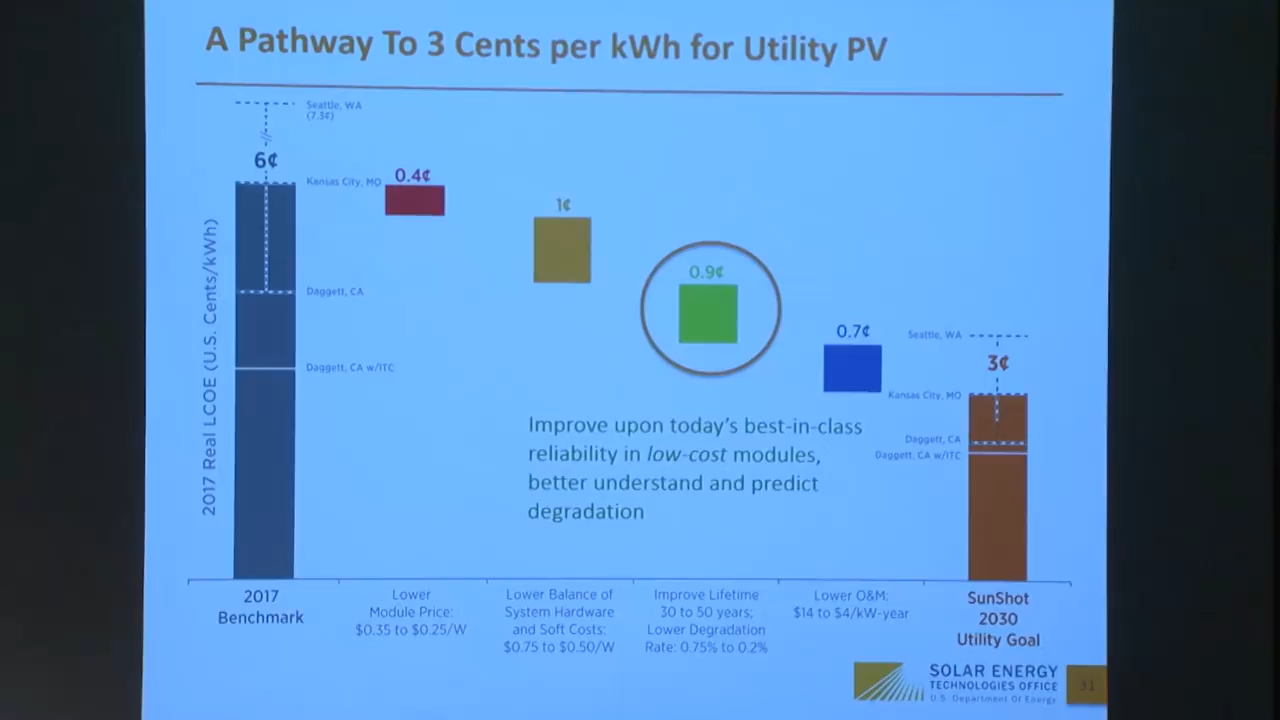 A Pathway To 3 Cents per kWh for Utility PV
2017 Real LCOE (U.S. Cents/kWh)
Seattle, WA
(7.3¢)
6¢
Kansas City, MO
Daggett, CA
Daggett, CA w/ITC
0.4¢
1¢
0.9¢
0.7¢
Improve upon today's best-in-class
reliability in low-cost modules,
better understand and predict
degradation
Seattle, WA
3¢
Kansas City, MO
Daggett, CA
Daggett, CA w/ITC
2017
Benchmark
Lower
Module Price:
$0.35 to $0.25/W
Lower Balance of
System Hardware
and Soft Costs:
$0.75 to $0.50/W
Improve Lifetime
30 to 50 years;
Lower Degradation
Rate: 0.75% to 0.2%
Lower O&M:
$14 to $4/kW-year
SunShot
2030
Utility Goal
SOLAR ENERGY
TECHNOLOGIES OFFICE
U.S. Department Of Energy
31